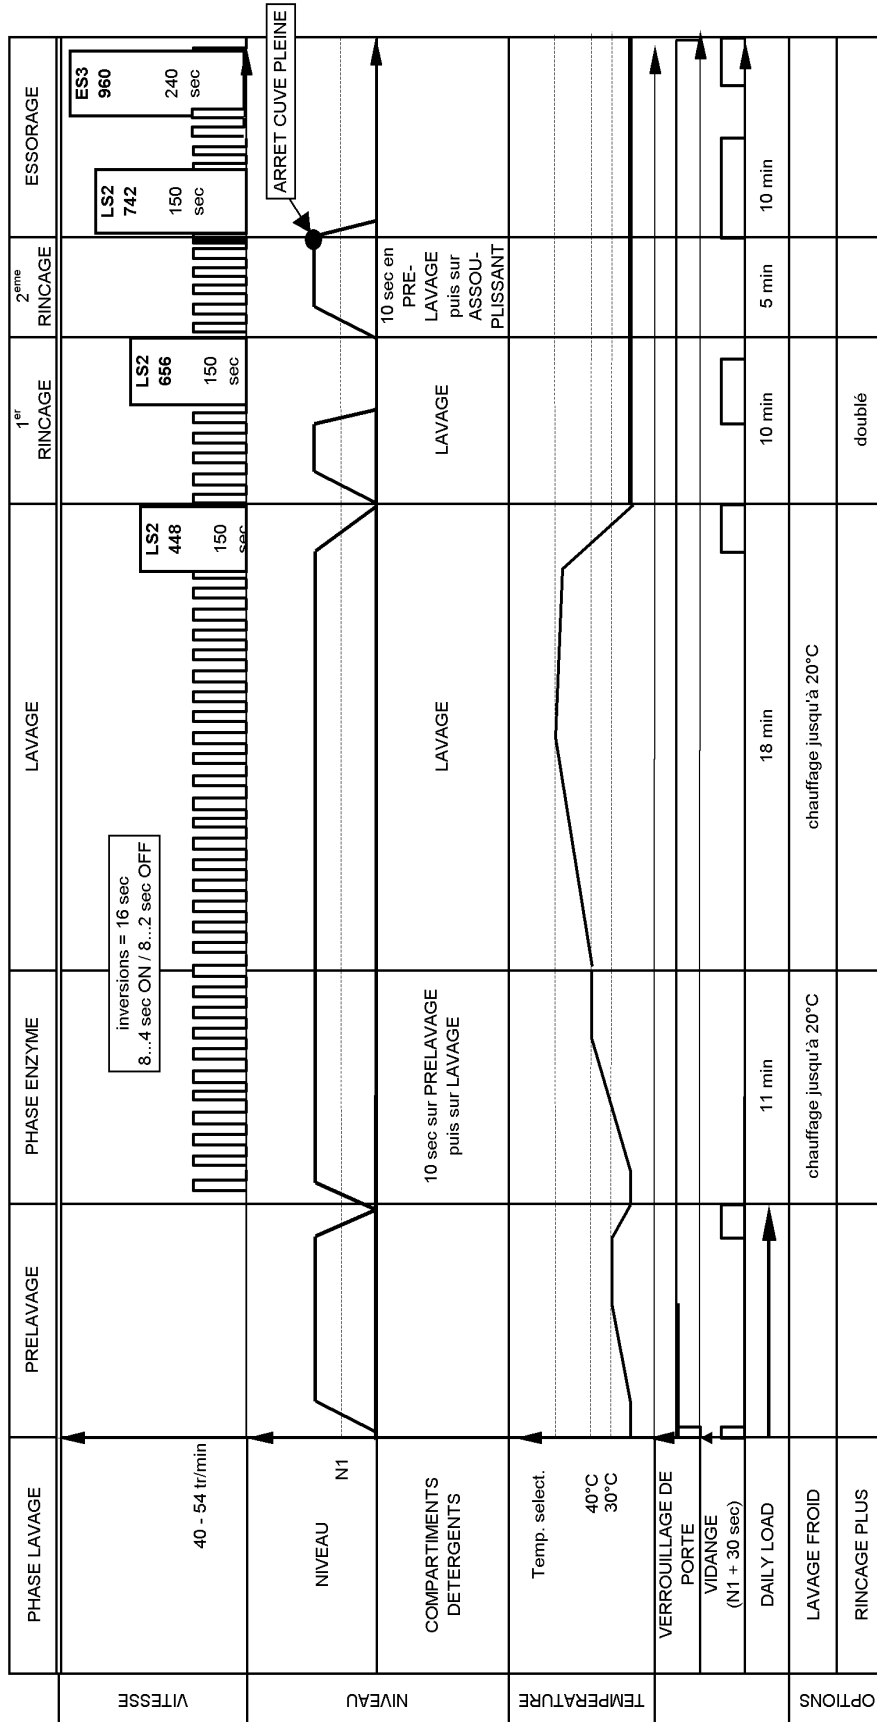 PHASE LAVAGE
PRELAVAGE
PHASE ENZYME
LAVAGE
1er
RINCAGE
2eme
RINCAGE
ESSORAGE
VITESSE
40 - 54 tr/min
inversions = 16 sec
8...4 sec ON / 8...2 sec OFF
LS2
448
150
sec
LS2
656
150
sec
LS2
742
150
sec
ES3
960
240
sec
NIVEAU
NIVEAU
N1
ARRET CUVE PLEINE
COMPARTIMENTS
DETERGENTS
10 sec sur PRELAVAGE
puis sur LAVAGE
LAVAGE
LAVAGE
10 sec en
PRE-
LAVAGE
puis sur
ASSOU-
PLISSANT
TEMPERATURE
Temp. select.
40°C
30°C
VERROUILLAGE DE
PORTE
VIDANGE
(N1 + 30 sec)
DAILY LOAD
11 min
18 min
10 min
5 min
10 min
OPTIONS
LAVAGE FROID
chauffage jusqu'à 20°C
chauffage jusqu'à 20°C
RINCAGE PLUS
doublé